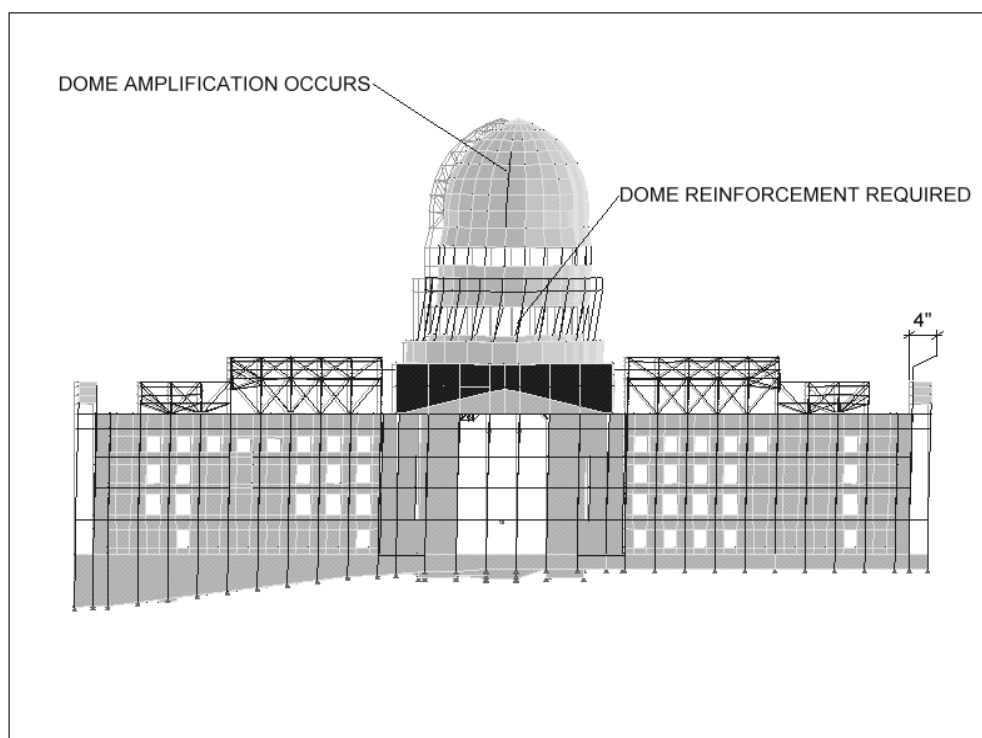 DOME AMPLIFICATION OCCURS
DOME REINFORCEMENT REQUIRED
4"